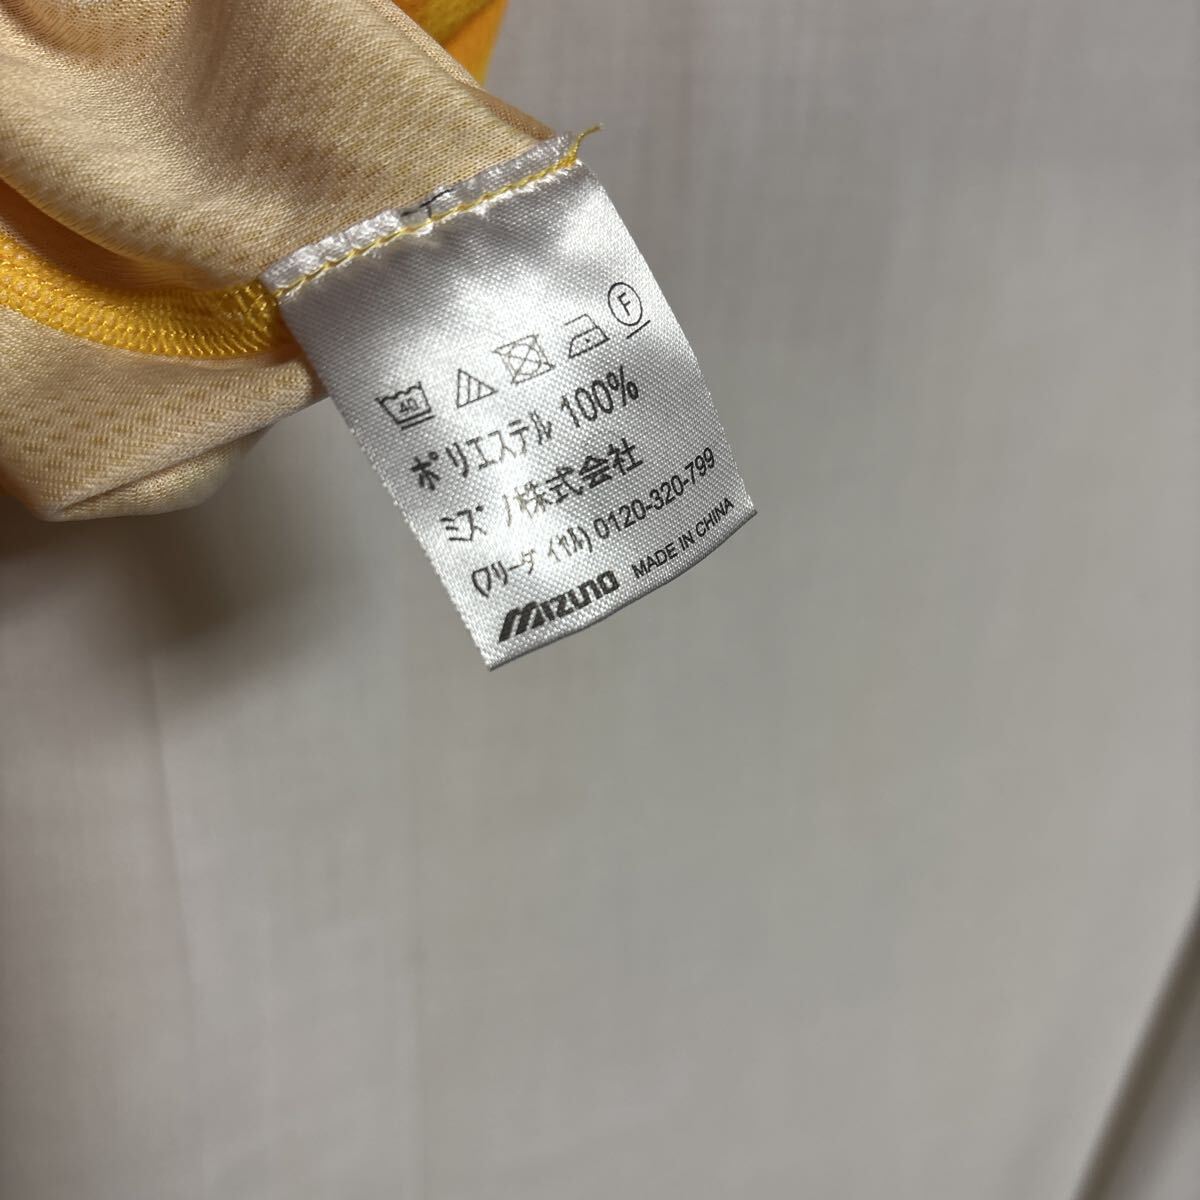 40 F
ポリエステル 100%
ミズノ株式会社
(フリーダイヤル) 0120-320-799
MIZUNO MADE IN CHINA